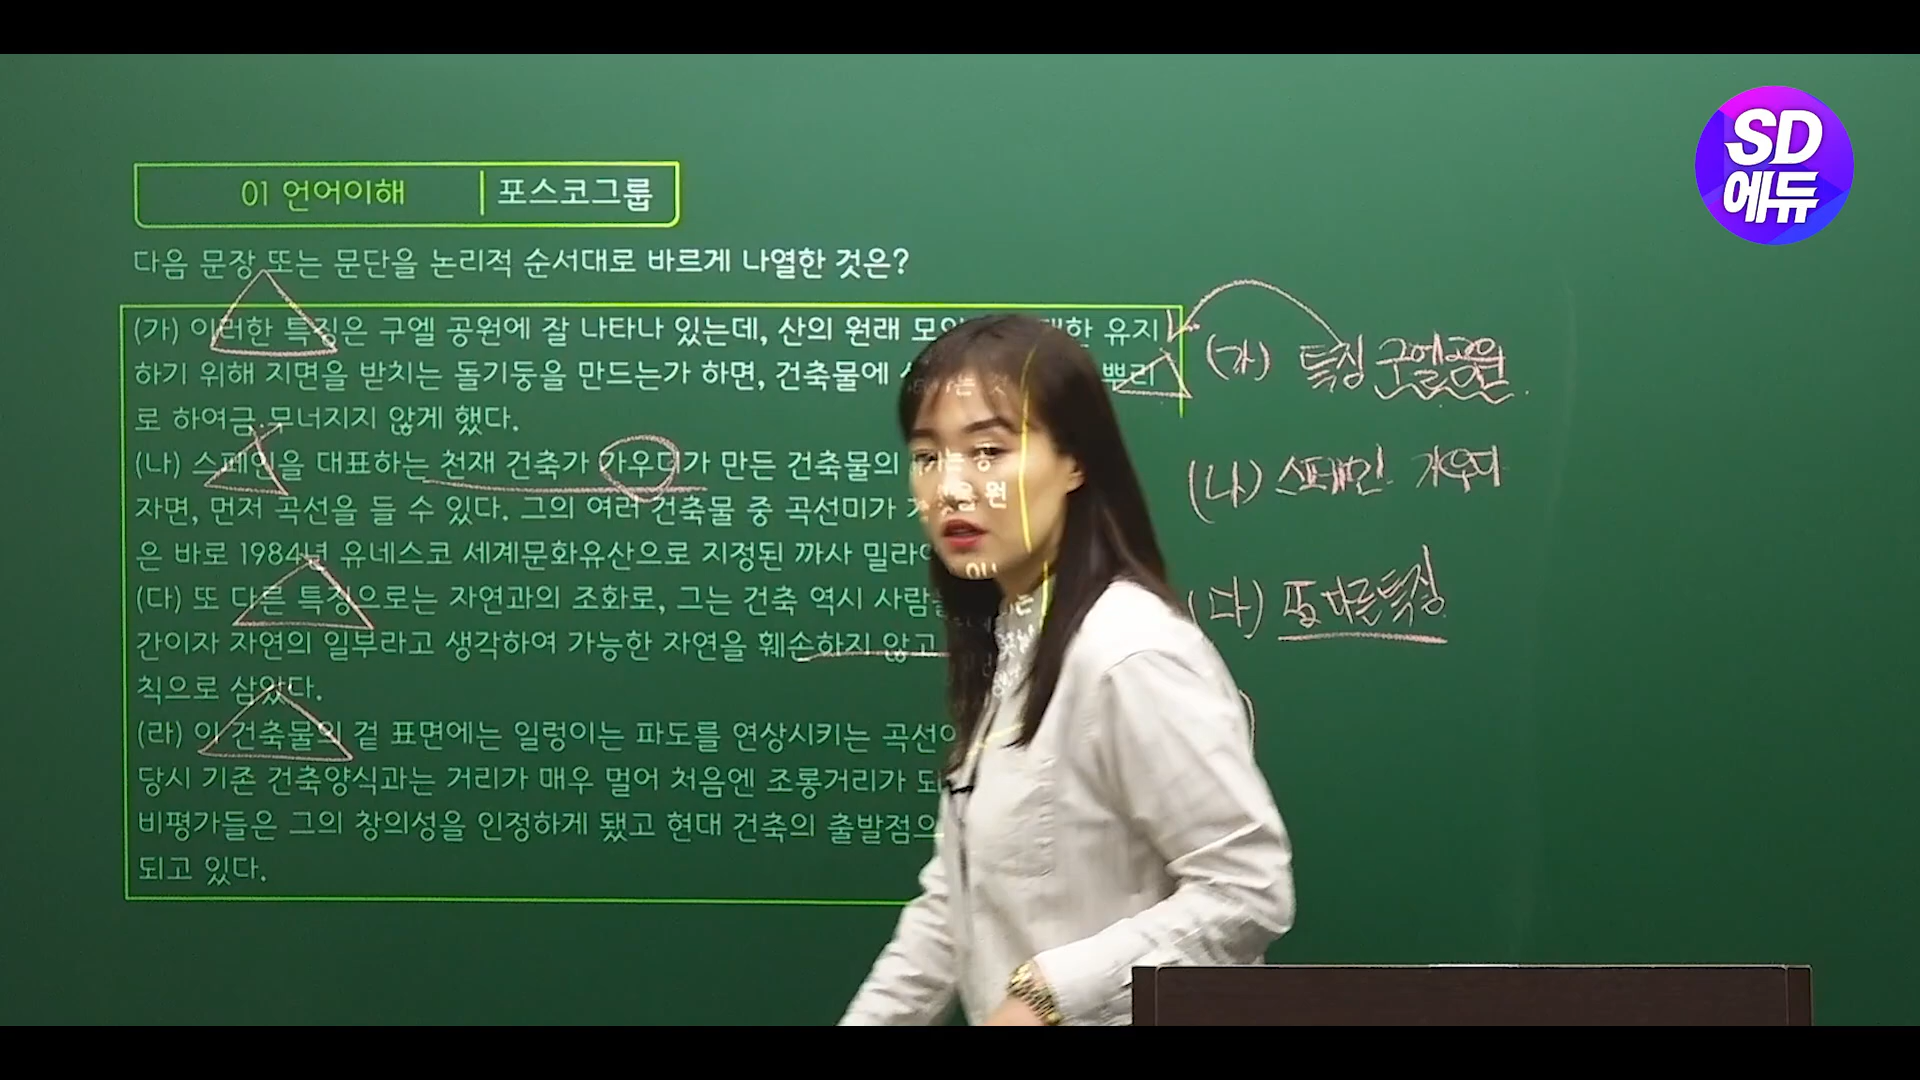 SD
에듀
01 언어이해 포스코그룹
다음 문장 또는 문단을 논리적 순서대로 바르게 나열한 것은?
(가) 이러한 특징은 구엘 공원에 잘 나타나 있는데, 산의 원래 모 한 유지
하기 위해 지면을 받치는 돌기둥을 만드는가 하면, 건축물에 뿌리
로 하여금 무너지지 않게 했다.
(나) 스페인을 대표하는 천재 건축가 가우디가 만든 건축물의
자면, 먼저 곡선을 들 수 있다. 그의 여러 건축물 중 곡선미가
은 바로 1984년 유네스코 세계문화유산으로 지정된 까사 밀라
(다) 또 다른 특징으로는 자연과의 조화로, 그는 건축 역시 사람
간이자 자연의 일부라고 생각하여 가능한 자연을 훼손하지 않고
칙으로 삼았다.
(라) 이 건축물의 겉 표면에는 일렁이는 파도를 연상시키는 곡선
당시 기존 건축양식과는 거리가 매우 멀어 처음엔 조롱거리가
비평가들은 그의 창의성을 인정하게 됐고 현대 건축의 출발점으
되고 있다.
(가) 특징 구엘공원
(나) 스페인 가우디
(다) 또 다른 특징